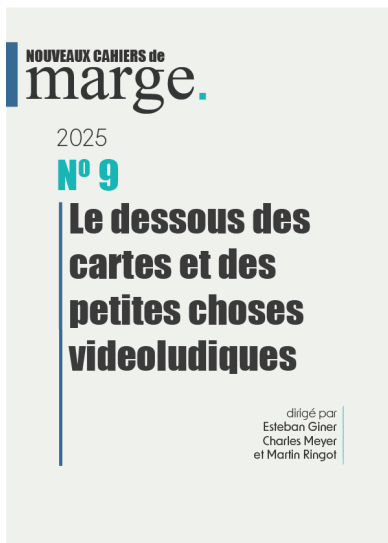 NOUVEAUX CAHIERS de
marge.
2025
Nº 9
Le dessous des
cartes et des
petites choses
videoludiques
dirigé par
Esteban Giner
Charles Meyer
et Martin Ringot